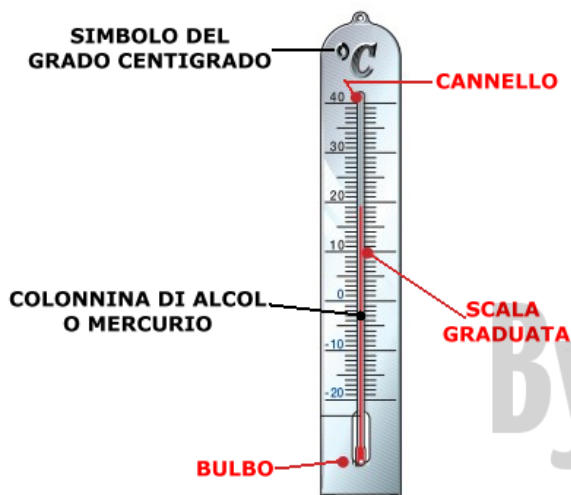 SIMBOLO DEL
GRADO CENTIGRADO
°C
CANNELLO
40
30
20
10
0
-10
-20
COLONNINA DI ALCOL
O MERCURIO
SCALA
GRADUATA
BULBO
By